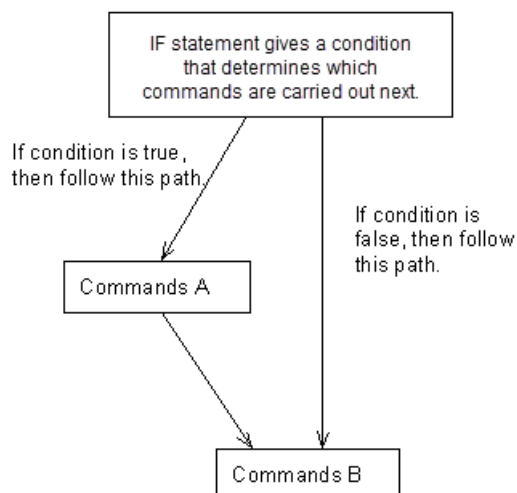 IF statement gives a condition
that determines which
commands are carried out next.
If condition is true,
then follow this path.
If condition is
false, then follow
this path.
Commands A
Commands B